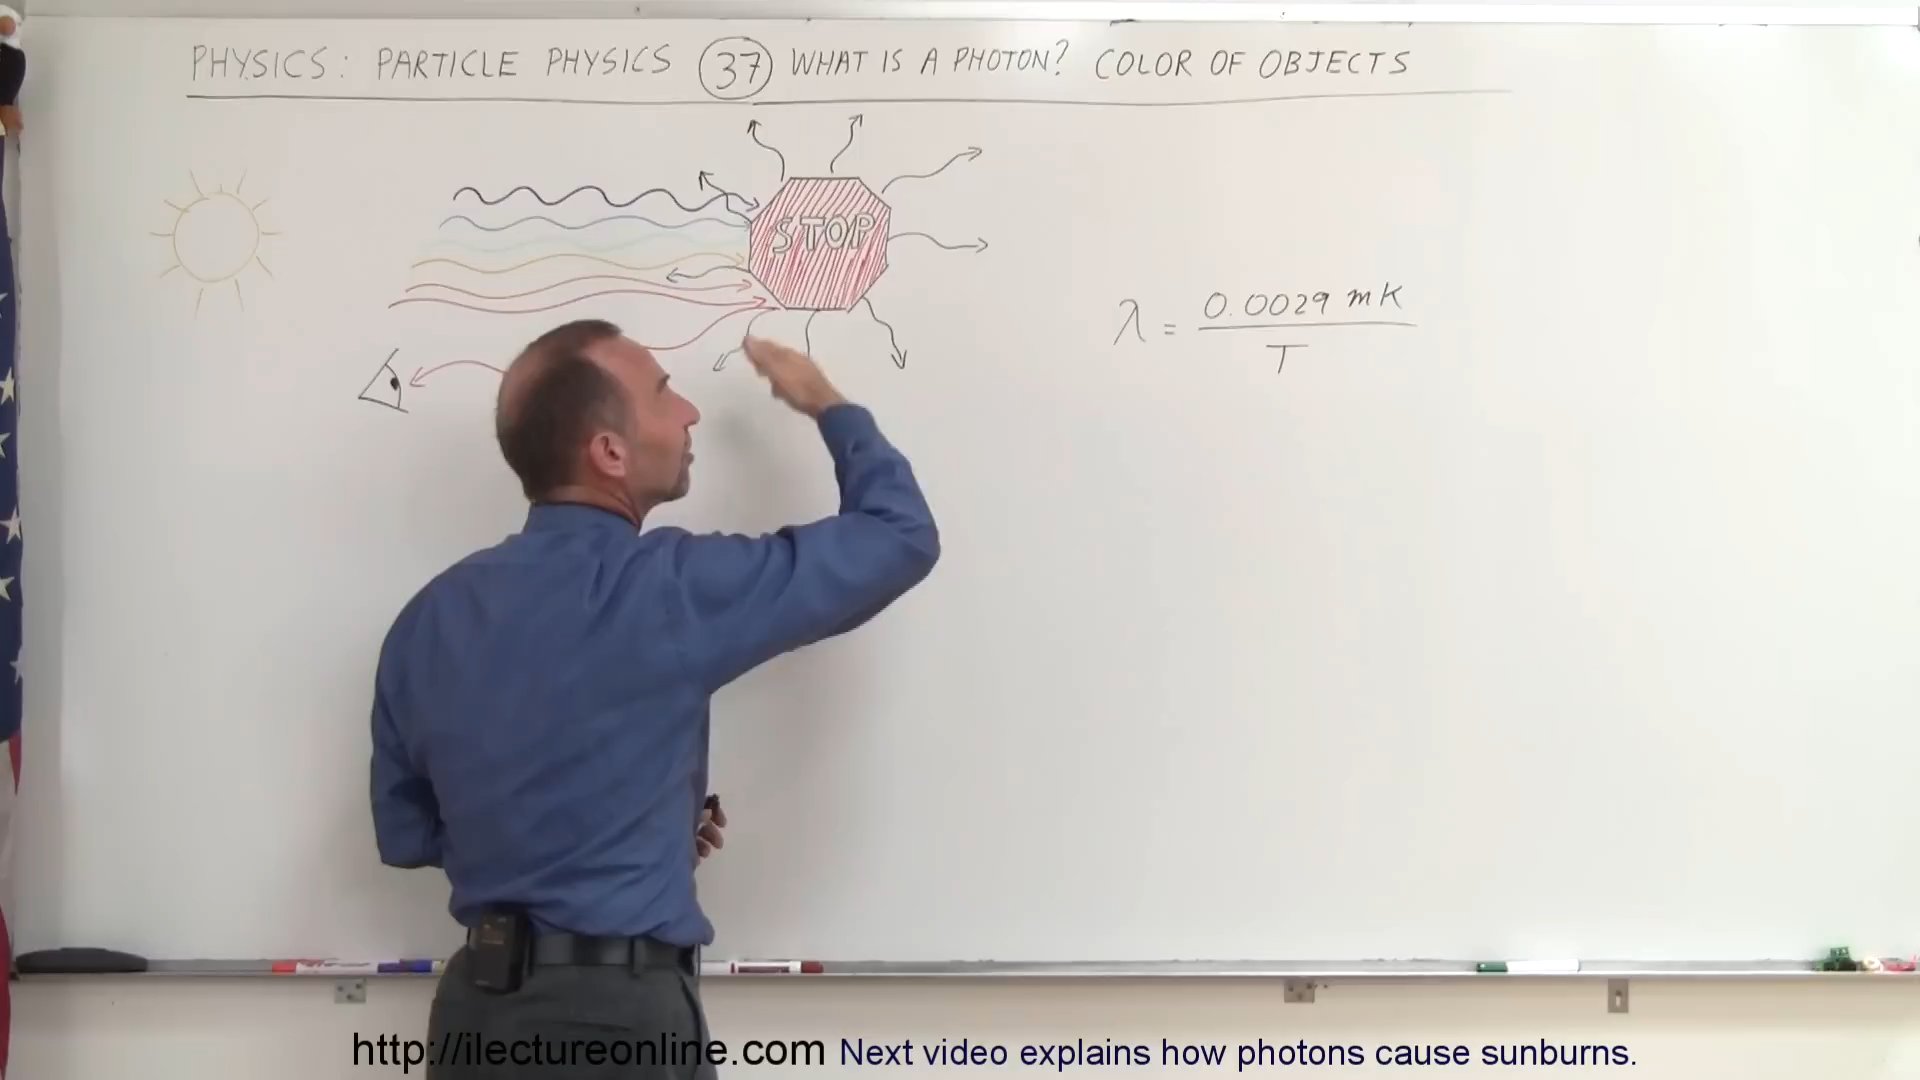 PHYSICS: PARTICLE PHYSICS 37 WHAT IS A PHOTON? COLOR OF OBJECTS
STOP
λ = 0.0029 mK / T
http://ilectureonline.com Next video explains how photons cause sunburns.